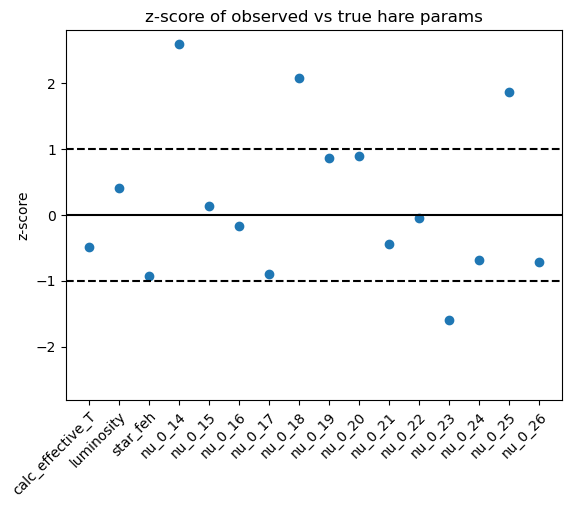 z-score of observed vs true hare params
z-score
2
1
0
−1
−2
calc_effective_T
luminosity
star_feh
nu_0_14
nu_0_15
nu_0_16
nu_0_17
nu_0_18
nu_0_19
nu_0_20
nu_0_21
nu_0_22
nu_0_23
nu_0_24
nu_0_25
nu_0_26